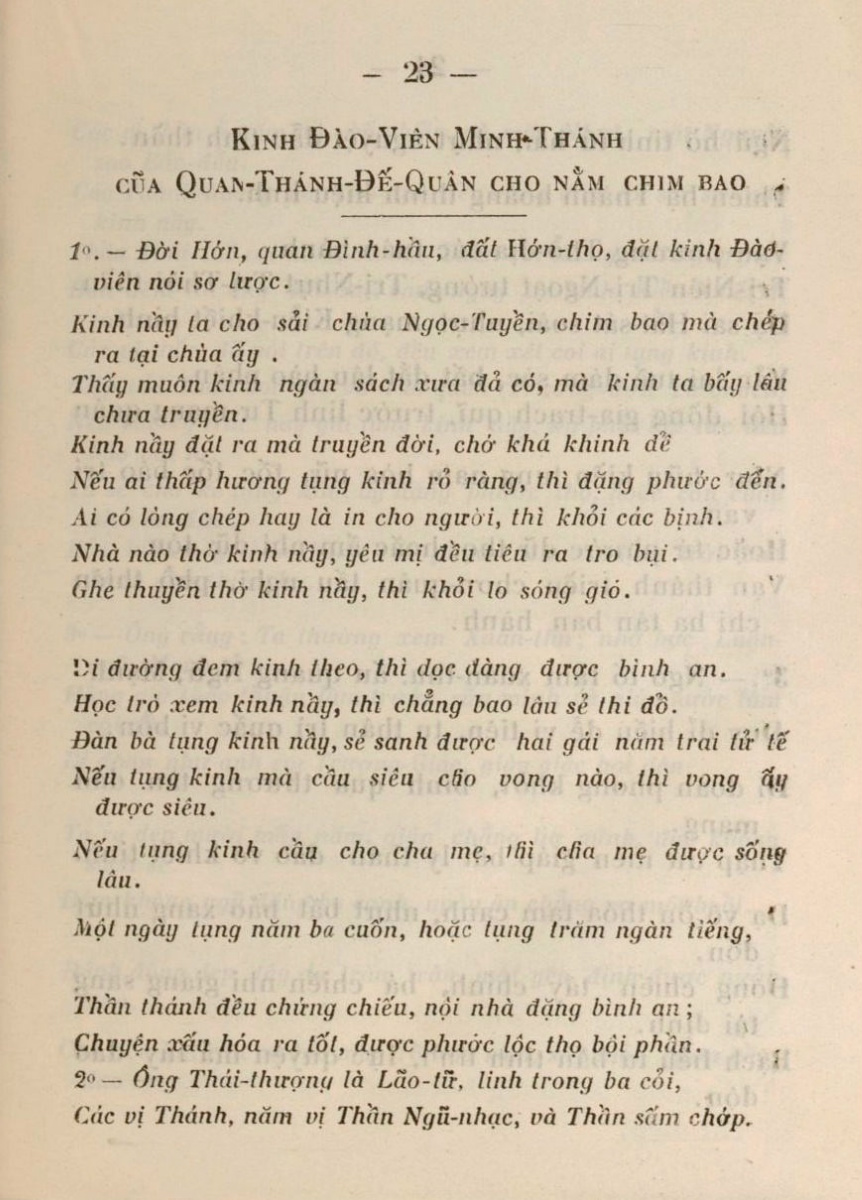 — 23 —
KINH ĐÀO-VIÊN MINH-THÁNH
CỦA QUAN-THÁNH-ĐẾ-QUÂN CHO NẰM CHIM BAO
1º. — Đời Hớn, quan Đình-hầu, đất Hớn-thọ, đặt kinh Đào-
viên nói sơ lược.
Kinh nầy ta cho sải chùa Ngọc-Tuyền, chim bao mà chép
ra tại chùa ấy .
Thấy muôn kinh ngàn sách xưa đả có, mà kinh ta bấy lâu
chưa truyền.
Kinh nầy đặt ra mà truyền đời, chớ khá khinh dể
Nếu ai thấp hương tụng kinh rỏ ràng, thì đặng phước đến.
Ai có lòng chép hay là in cho người, thì khỏi các bịnh.
Nhà nào thờ kinh nầy, yêu mị đều tiêu ra tro bụi.
Ghe thuyền thờ kinh nầy, thì khỏi lo sóng gió.
Đi đường đem kinh theo, thì dọc đàng được bình an.
Học trò xem kinh nầy, thì chẳng bao lâu sẻ thi đồ.
Đàn bà tụng kinh nầy, sẻ sanh được hai gái năm trai tử tế
Nếu tụng kinh mà cầu siêu cho vong nào, thì vong ấy
được siêu.
Nếu tụng kinh cầu cho cha mẹ, thì cha mẹ được sống
lâu.
Một ngày tụng năm ba cuốn, hoặc tụng trăm ngàn tiếng,
Thần thánh đều chứng chiếu, nội nhà đặng bình an ;
Chuyện xấu hóa ra tốt, được phước lộc thọ bội phần.
2º — Ông Thái-thượng là Lão-tữ, linh trong ba cỏi,
Các vị Thánh, năm vị Thần Ngũ-nhạc, và Thần sấm chớp.